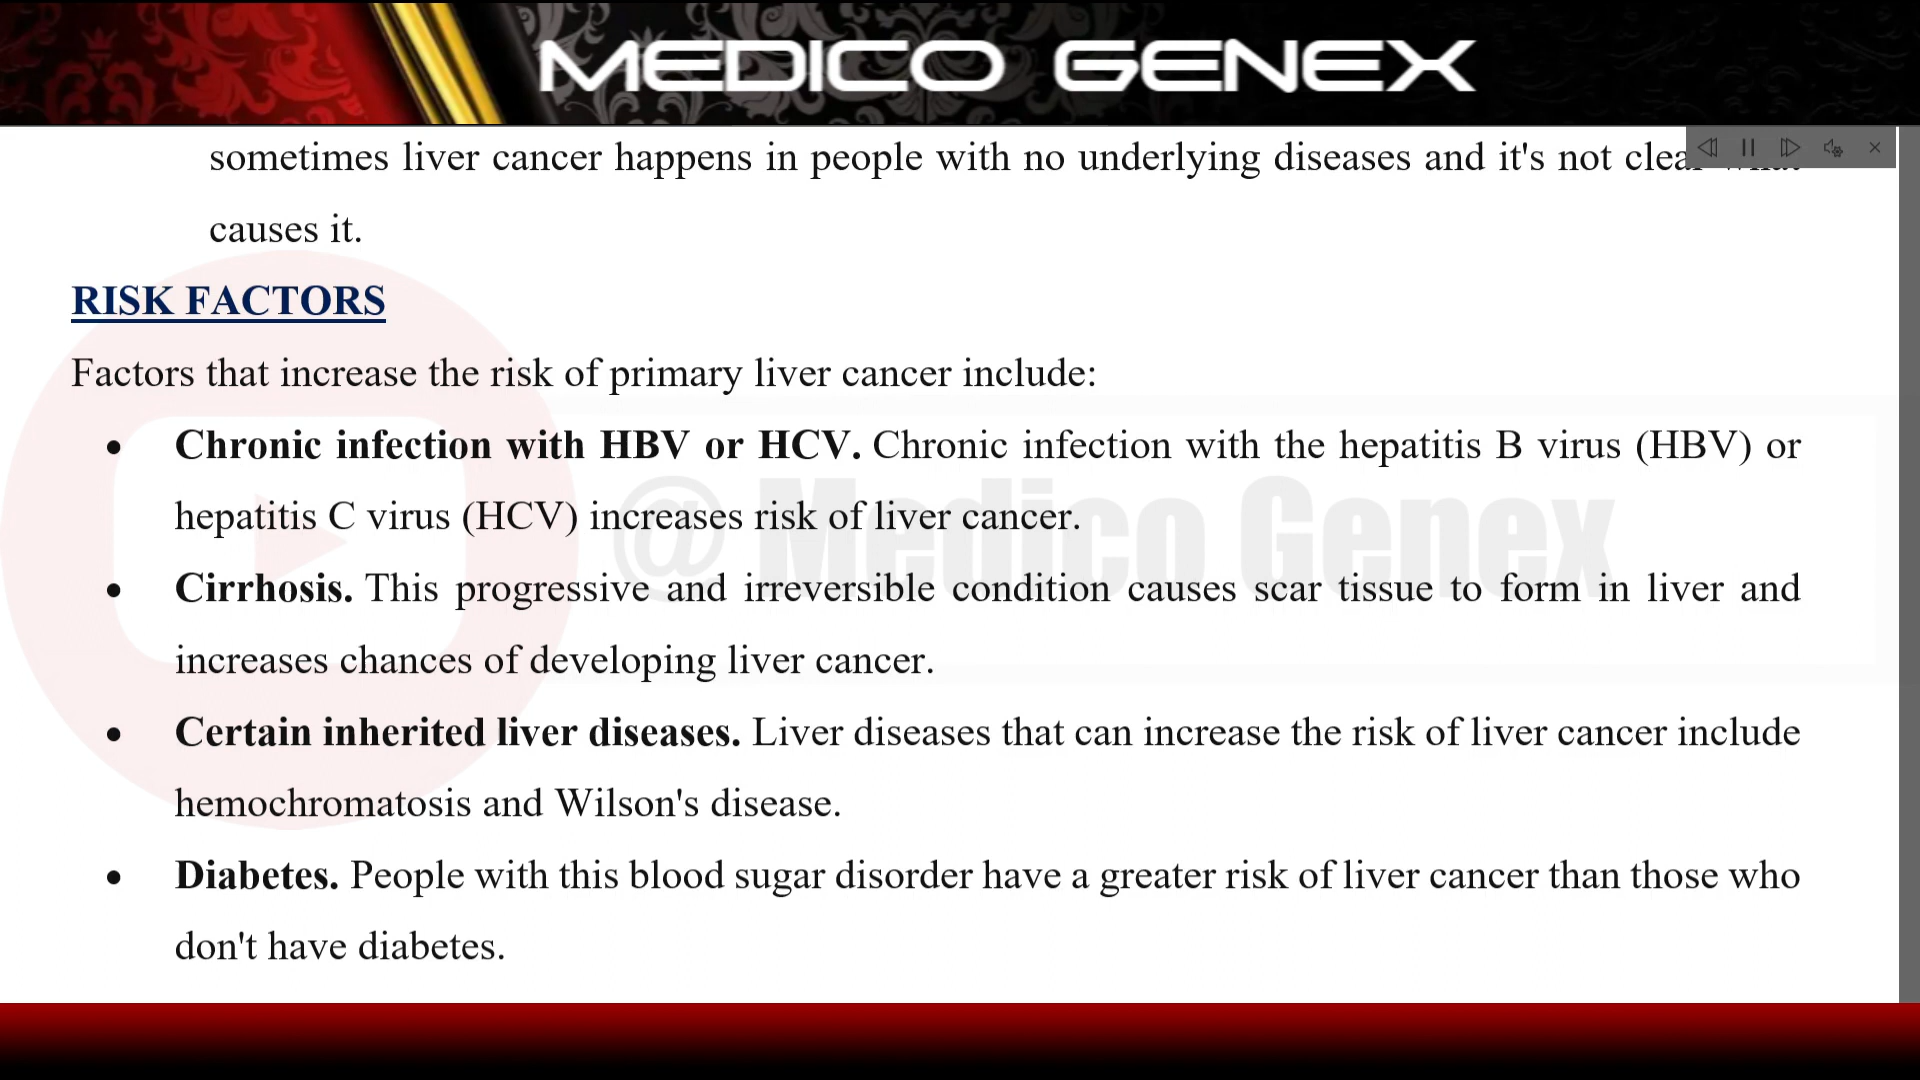 MEDICO GENEX
sometimes liver cancer happens in people with no underlying diseases and it's not clear what
causes it.
RISK FACTORS
Factors that increase the risk of primary liver cancer include:
• Chronic infection with HBV or HCV. Chronic infection with the hepatitis B virus (HBV) or
hepatitis C virus (HCV) increases risk of liver cancer.
• Cirrhosis. This progressive and irreversible condition causes scar tissue to form in liver and
increases chances of developing liver cancer.
• Certain inherited liver diseases. Liver diseases that can increase the risk of liver cancer include
hemochromatosis and Wilson's disease.
• Diabetes. People with this blood sugar disorder have a greater risk of liver cancer than those who
don't have diabetes.
@ Medico Genex